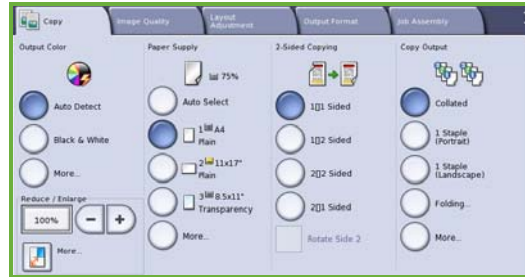 Copy
Image Quality
Layout
Adjustment
Output Format
Job Assembly
Output Color
Auto Detect
Black & White
More...
Reduce / Enlarge
100%
More...
Paper Supply
75%
Auto Select
1 A4
Plain
2 11x17"
Plain
3 8.5x11"
Transparency
More...
2-Sided Copying
1▯1 Sided
1▯2 Sided
2▯2 Sided
2▯1 Sided
Rotate Side 2
Copy Output
Collated
1 Staple
(Portrait)
1 Staple
(Landscape)
Folding...
More...